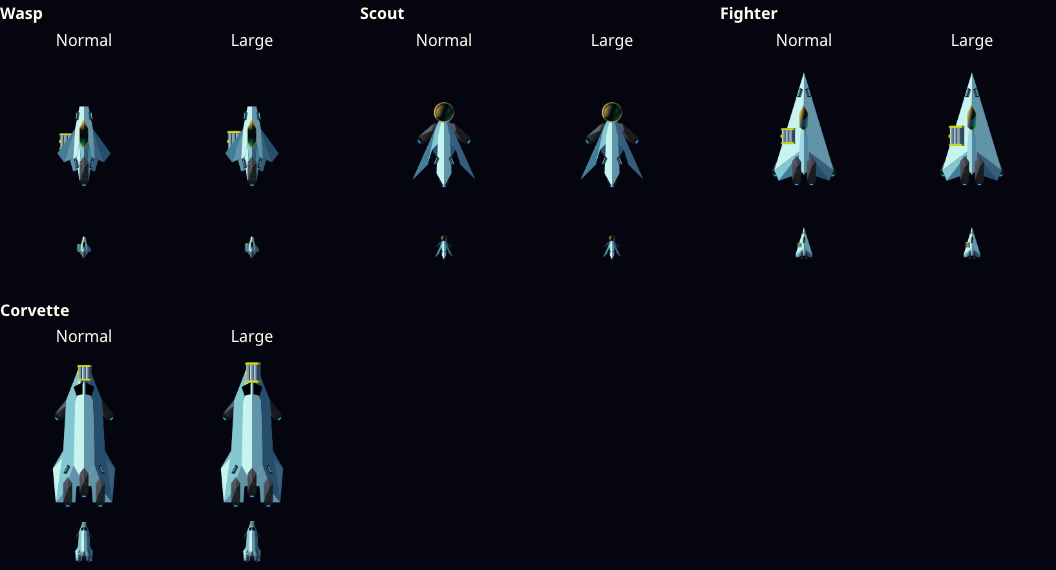 Wasp
Scout
Fighter
Normal
Large
Normal
Large
Normal
Large
Corvette
Normal
Large